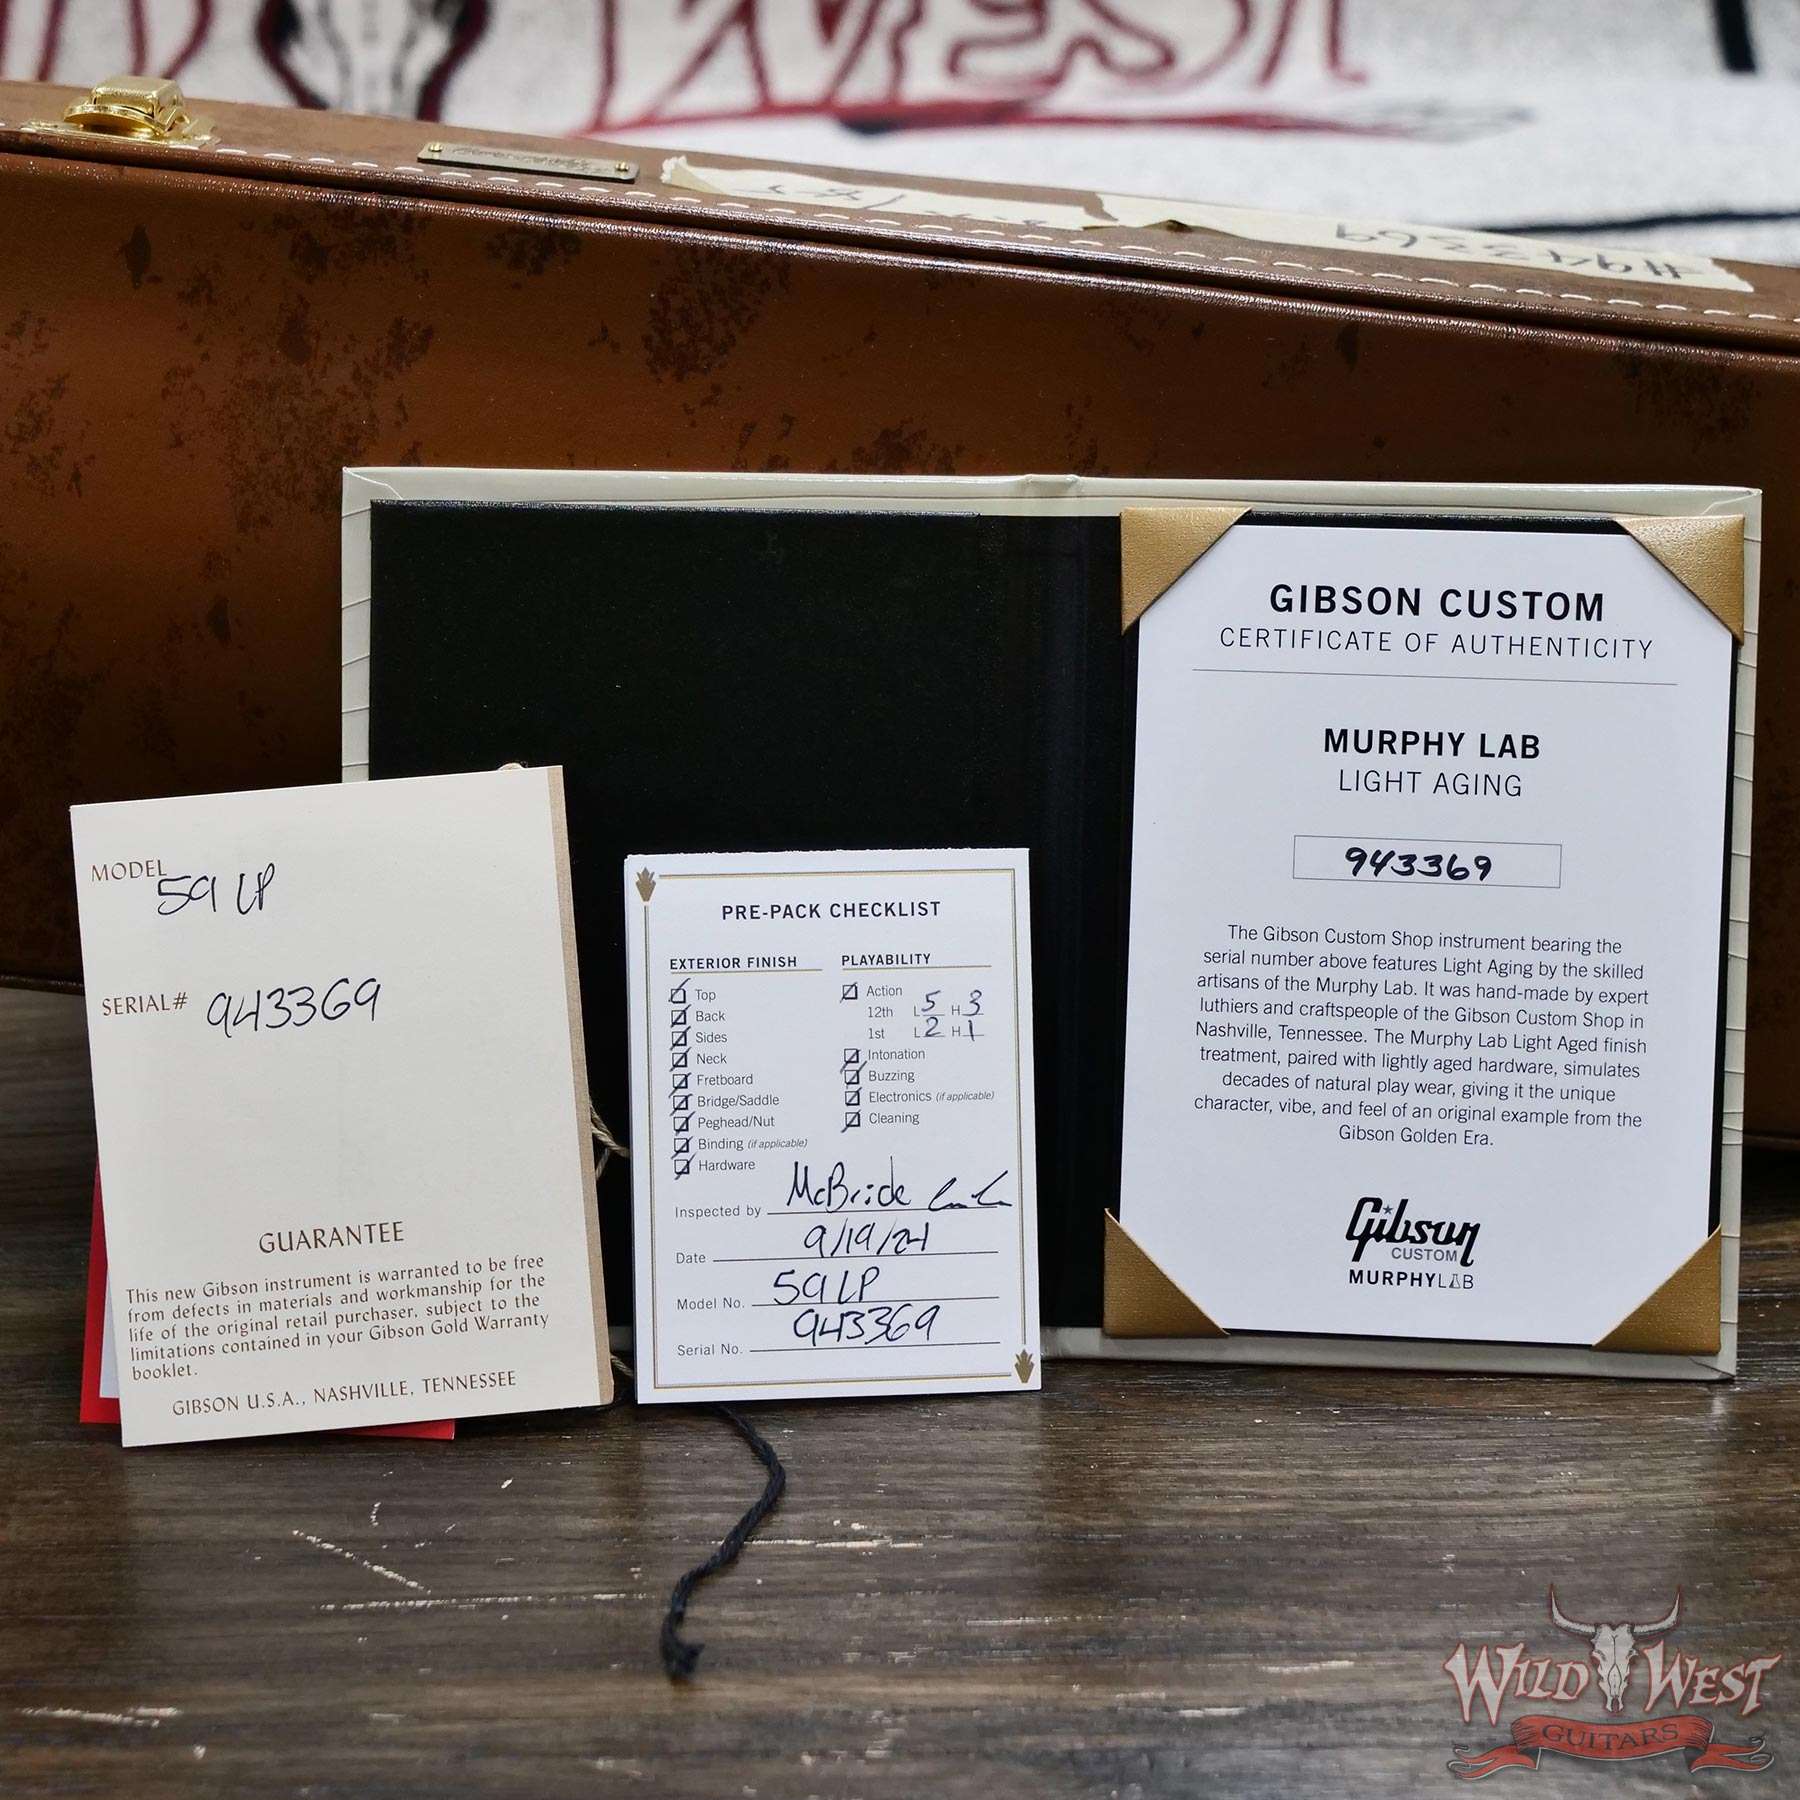 WEST
MODEL
59 LP
SERIAL# 943369
GUARANTEE
This new Gibson instrument is warranted to be free
from defects in materials and workmanship for the
life of the original retail purchaser, subject to the
limitations contained in your Gibson Gold Warranty
booklet.
GIBSON U.S.A., NASHVILLE, TENNESSEE
PRE-PACK CHECKLIST
EXTERIOR FINISH
Top
Back
Sides
Neck
Fretboard
Bridge/Saddle
Peghead/Nut
Binding (if applicable)
Hardware
PLAYABILITY
Action
12th L 5 H 3
1st L 2 H 1
Intonation
Buzzing
Electronics (if applicable)
Cleaning
Inspected by McBride
Date 9/19/24
Model No. 59 LP
Serial No. 943369
GIBSON CUSTOM
CERTIFICATE OF AUTHENTICITY
MURPHY LAB
LIGHT AGING
943369
The Gibson Custom Shop instrument bearing the
serial number above features Light Aging by the skilled
artisans of the Murphy Lab. It was hand-made by expert
luthiers and craftspeople of the Gibson Custom Shop in
Nashville, Tennessee. The Murphy Lab Light Aged finish
treatment, paired with lightly aged hardware, simulates
decades of natural play wear, giving it the unique
character, vibe, and feel of an original example from the
Gibson Golden Era.
Gibson
CUSTOM
MURPHYLAB
WILD WEST
GUITARS